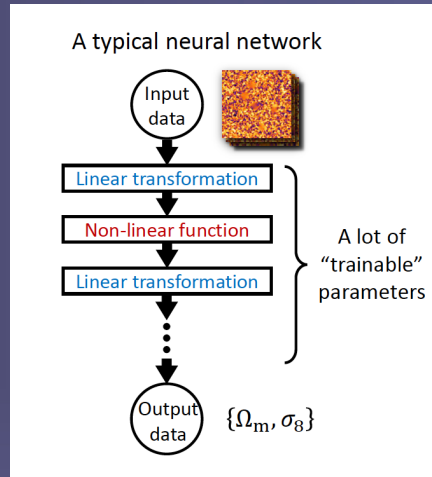 A typical neural network
Input
data
Linear transformation
Non-linear function
Linear transformation
A lot of
“trainable”
parameters
Output
data
{Ωm, σ8}